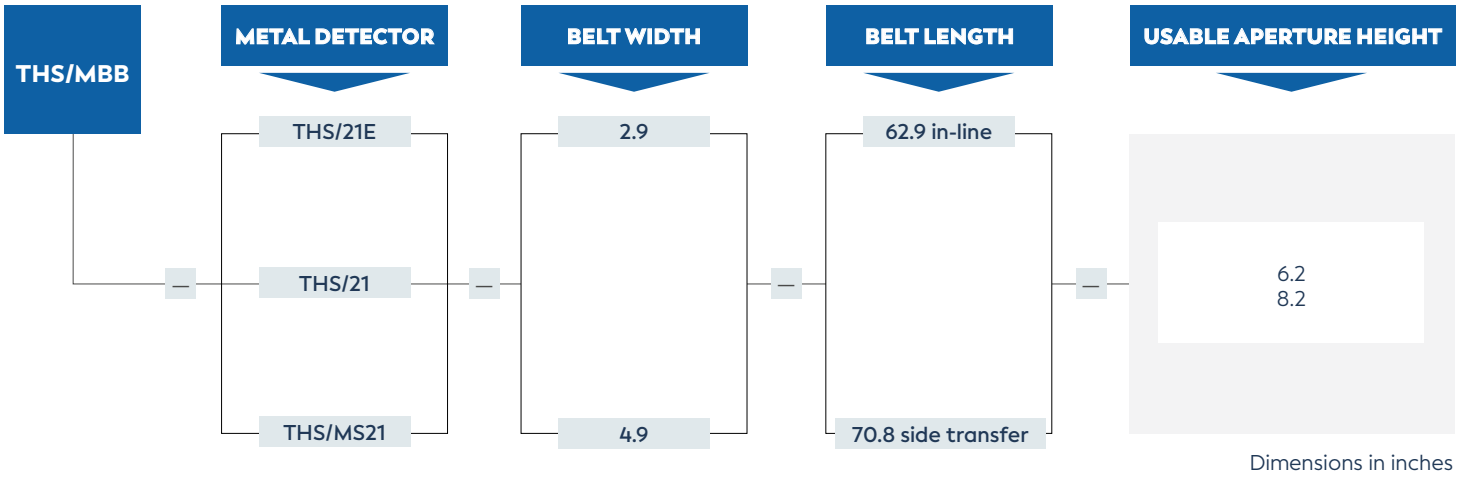 THS/MBB
METAL DETECTOR
BELT WIDTH
BELT LENGTH
USABLE APERTURE HEIGHT
THS/21E
2.9
62.9 in-line
—
THS/21
—
—
—
6.2
8.2
THS/MS21
4.9
70.8 side transfer
Dimensions in inches